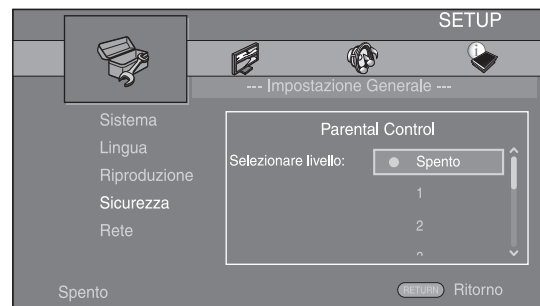 SETUP
--- Impostazione Generale ---
Sistema
Lingua
Riproduzione
Sicurezza
Rete
Parental Control
Selezionare livello:
Spento
1
2
Spento
RETURN Ritorno